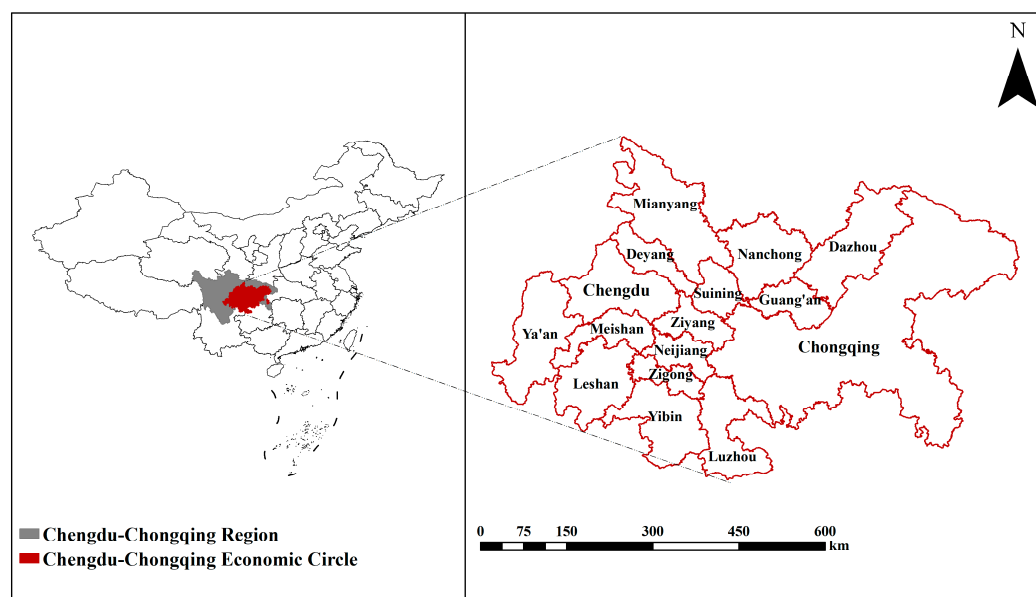 N
Mianyang
Deyang
Nanchong
Dazhou
Chengdu
Suining
Guang'an
Ya'an
Meishan
Ziyang
Chongqing
Neijiang
Leshan
Zigong
Yibin
Luzhou
Chengdu-Chongqing Region
Chengdu-Chongqing Economic Circle
0 75 150 300 450 600
km